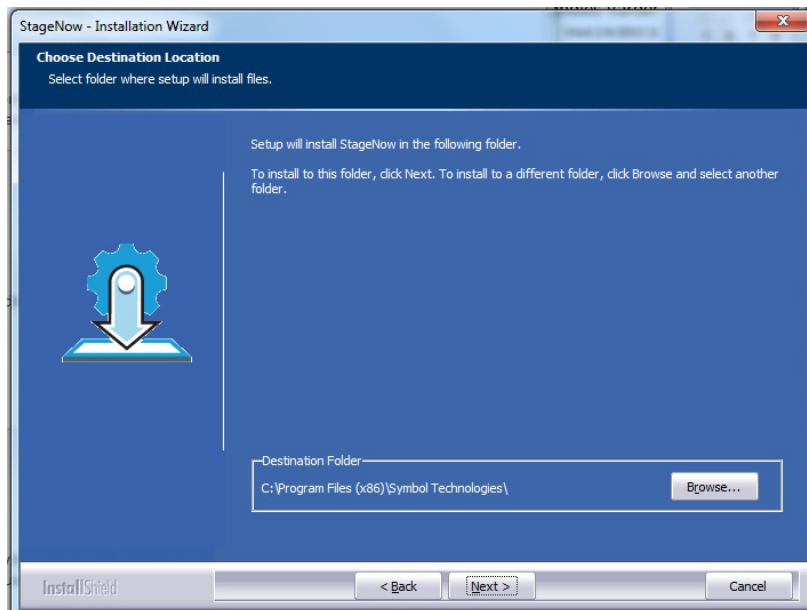 StageNow - Installation Wizard
Choose Destination Location
Select folder where setup will install files.
Setup will install StageNow in the following folder.
To install to this folder, click Next. To install to a different folder, click Browse and select another
folder.
Destination Folder
C:\Program Files (x86)\Symbol Technologies\
Browse...
InstallShield
< Back
Next >
Cancel